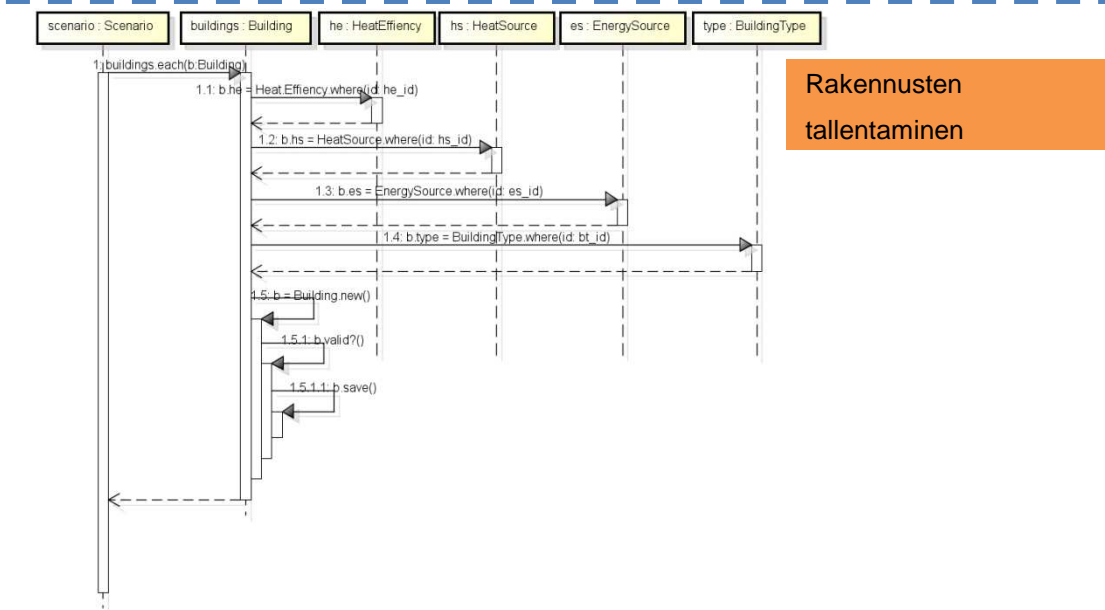 scenario : Scenario
buildings : Building
he : HeatEffiency
hs : HeatSource
es : EnergySource
type : BuildingType
Rakennusten
tallentaminen
1: buildings.each(b:Building)
1.1: b.he = Heat.Effiency.where(id: he_id)
1.2: b.hs = HeatSource.where(id: hs_id)
1.3: b.es = EnergySource.where(id: es_id)
1.4: b.type = BuildingType.where(id: bt_id)
1.5: b = Building.new()
1.5.1: b.valid?()
1.5.1.1: b.save()